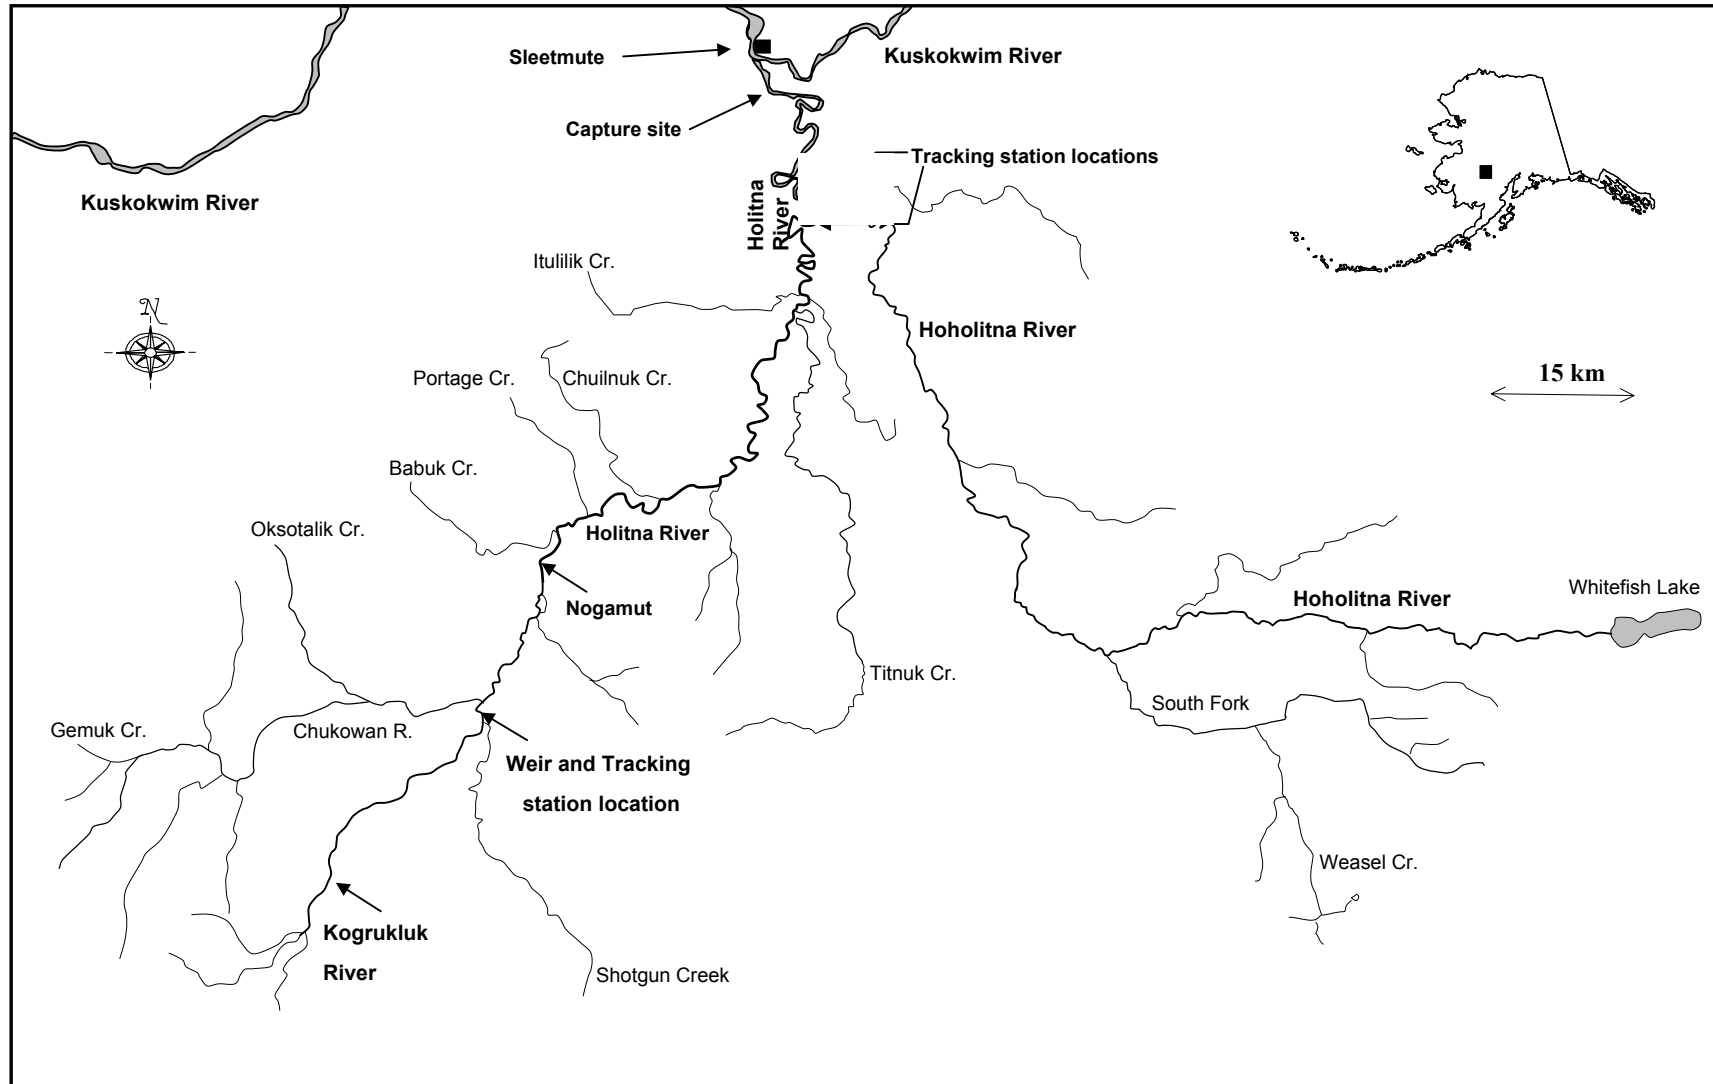 Sleetmute
Kuskokwim River
Capture site
Tracking station locations
Kuskokwim River
Holitna
River
Itulilik Cr.
N
Hoholitna River
Portage Cr.
Chuilnuk Cr.
15 km
Babuk Cr.
Oksotalik Cr.
Holitna River
Nogamut
Hoholitna River
Whitefish Lake
Titnuk Cr.
South Fork
Gemuk Cr.
Chukowan R.
Weir and Tracking
station location
Weasel Cr.
Kogrukluk
River
Shotgun Creek